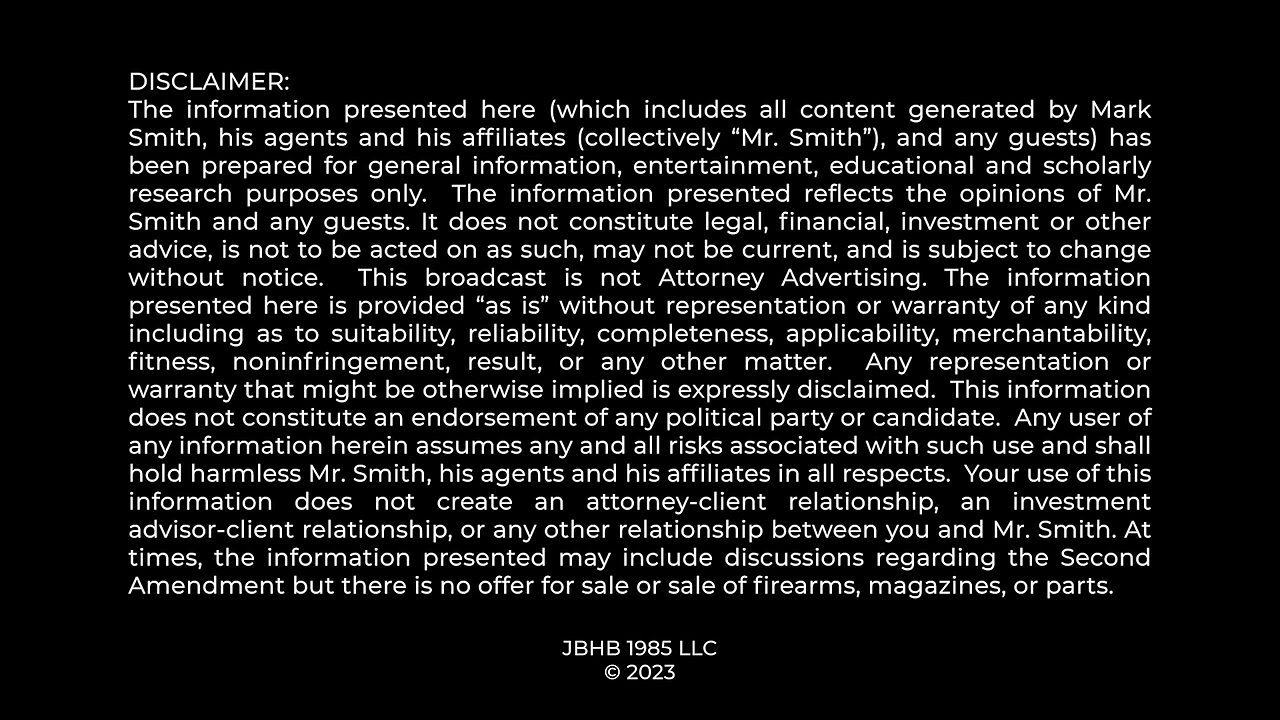 DISCLAIMER:
The information presented here (which includes all content generated by Mark
Smith, his agents and his affiliates (collectively “Mr. Smith”), and any guests) has
been prepared for general information, entertainment, educational and scholarly
research purposes only.  The information presented reflects the opinions of Mr.
Smith and any guests. It does not constitute legal, financial, investment or other
advice, is not to be acted on as such, may not be current, and is subject to change
without notice.  This broadcast is not Attorney Advertising. The information
presented here is provided “as is” without representation or warranty of any kind
including as to suitability, reliability, completeness, applicability, merchantability,
fitness, noninfringement, result, or any other matter.  Any representation or
warranty that might be otherwise implied is expressly disclaimed.  This information
does not constitute an endorsement of any political party or candidate.  Any user of
any information herein assumes any and all risks associated with such use and shall
hold harmless Mr. Smith, his agents and his affiliates in all respects.  Your use of this
information does not create an attorney-client relationship, an investment
advisor-client relationship, or any other relationship between you and Mr. Smith. At
times, the information presented may include discussions regarding the Second
Amendment but there is no offer for sale or sale of firearms, magazines, or parts.
JBHB 1985 LLC
© 2023